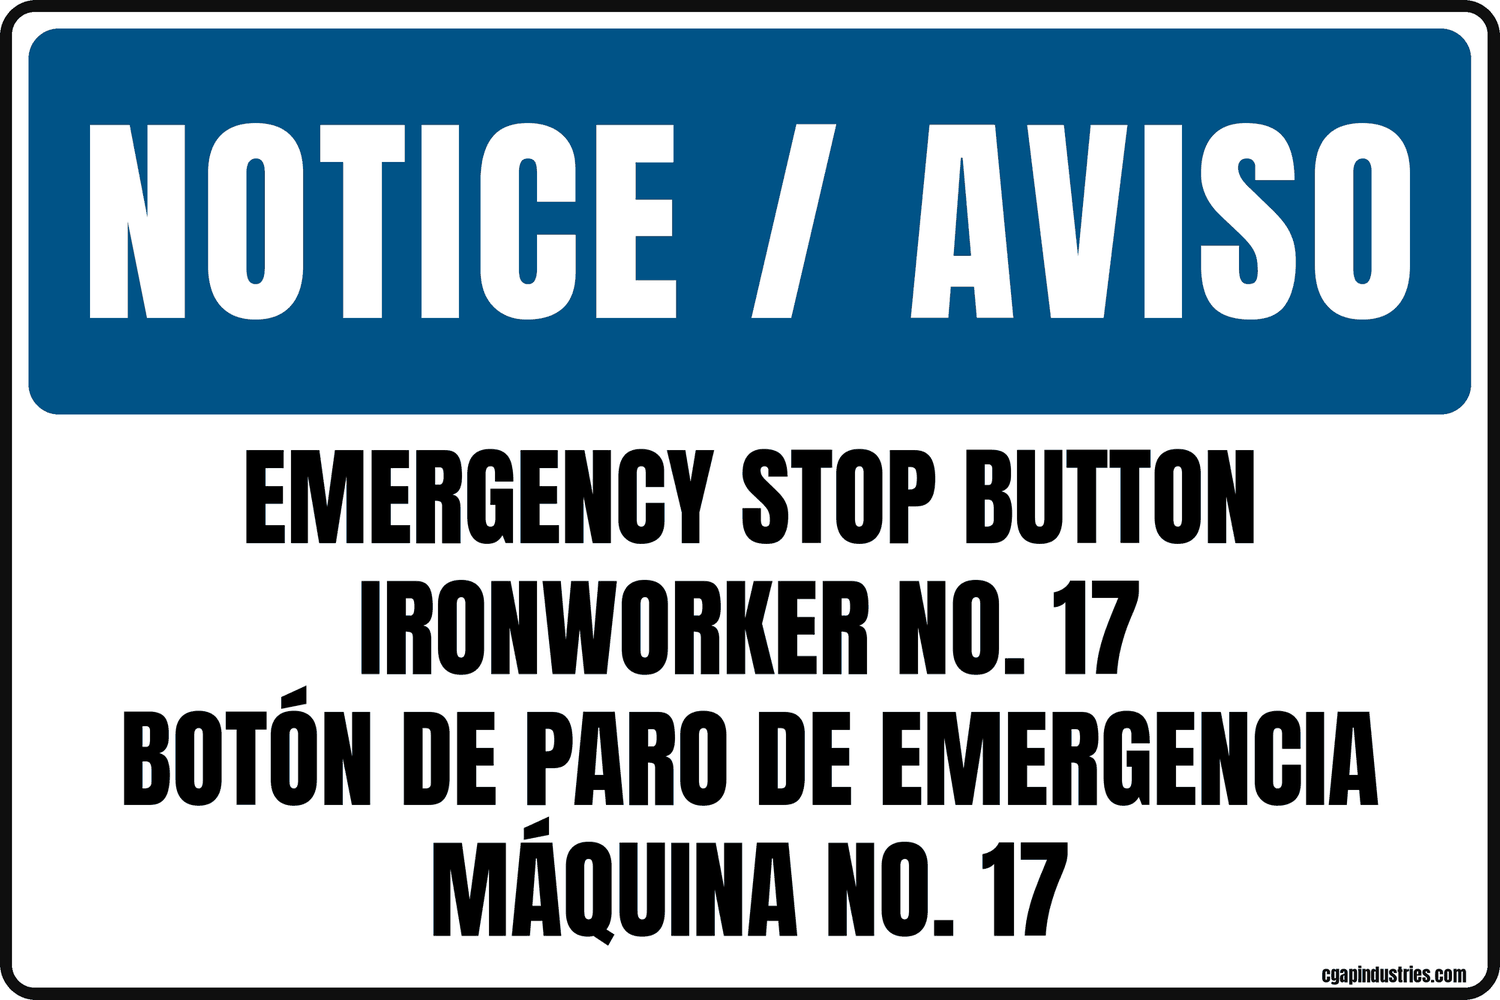 NOTICE / AVISO
EMERGENCY STOP BUTTON
IRONWORKER NO. 17
BOTÓN DE PARO DE EMERGENCIA
MÁQUINA NO. 17
cgapindustries.com